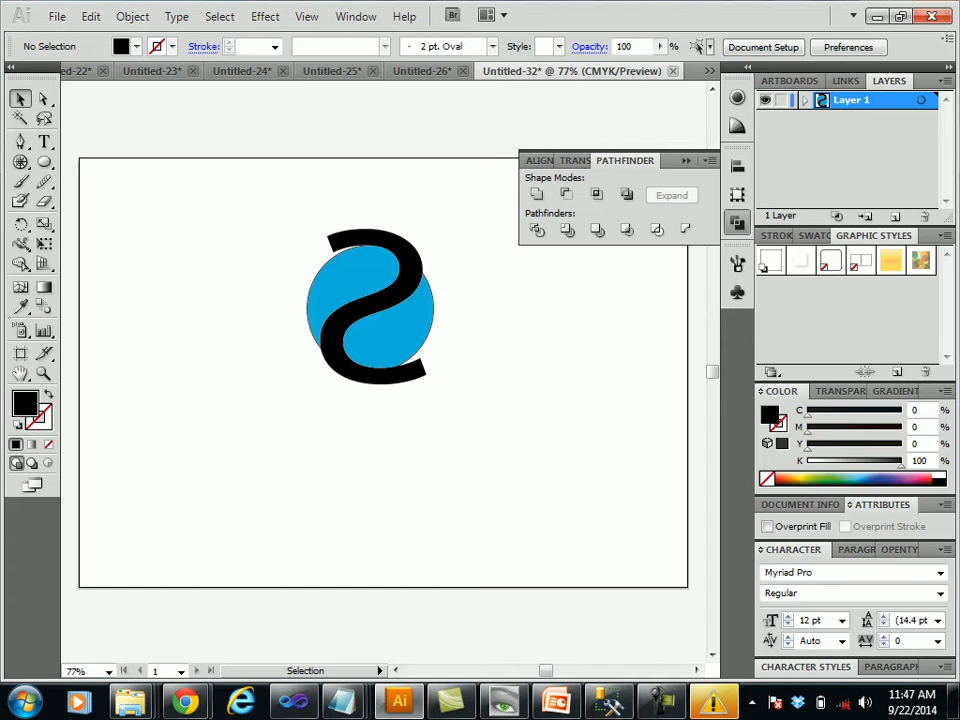 Ai File Edit Object Type Select Effect View Window Help Br
No Selection Stroke: 2 pt. Oval Style: Opacity: 100 % Document Setup Preferences
ed-22* Untitled-23* Untitled-24* Untitled-25* Untitled-26* Untitled-32* @ 77% (CMYK/Preview)
ARTBOARDS LINKS LAYERS
Layer 1
ALIGN TRANS PATHFINDER
Shape Modes:
Expand
Pathfinders:
1 Layer
STROK SWATC GRAPHIC STYLES
COLOR TRANSPAR GRADIENT
C 0 %
M 0 %
Y 0 %
K 100 %
DOCUMENT INFO ATTRIBUTES
Overprint Fill Overprint Stroke
CHARACTER PARAGR OPENTY
Myriad Pro
Regular
12 pt (14.4 pt
Auto 0
CHARACTER STYLES PARAGRAPH
77% 1 Selection
Ai
11:47 AM
9/22/2014